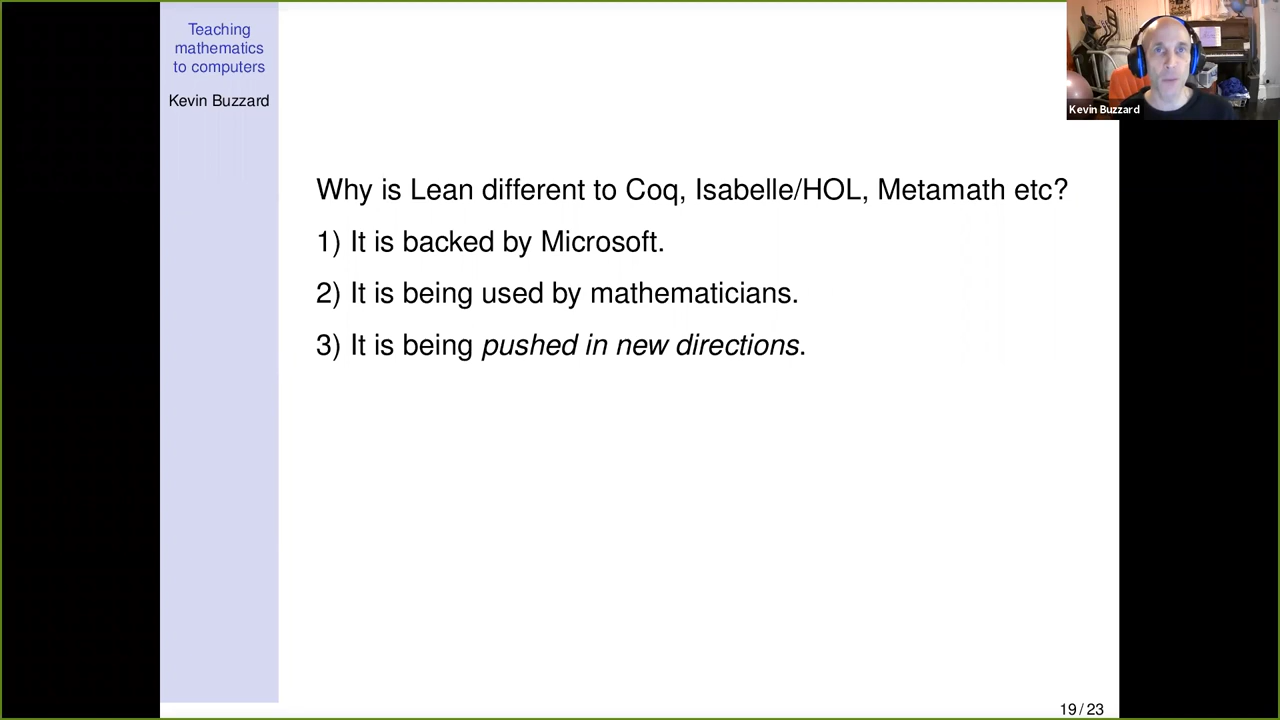 Teaching
mathematics
to computers
Kevin Buzzard
Kevin Buzzard
Why is Lean different to Coq, Isabelle/HOL, Metamath etc?
1) It is backed by Microsoft.
2) It is being used by mathematicians.
3) It is being pushed in new directions.
19 / 23